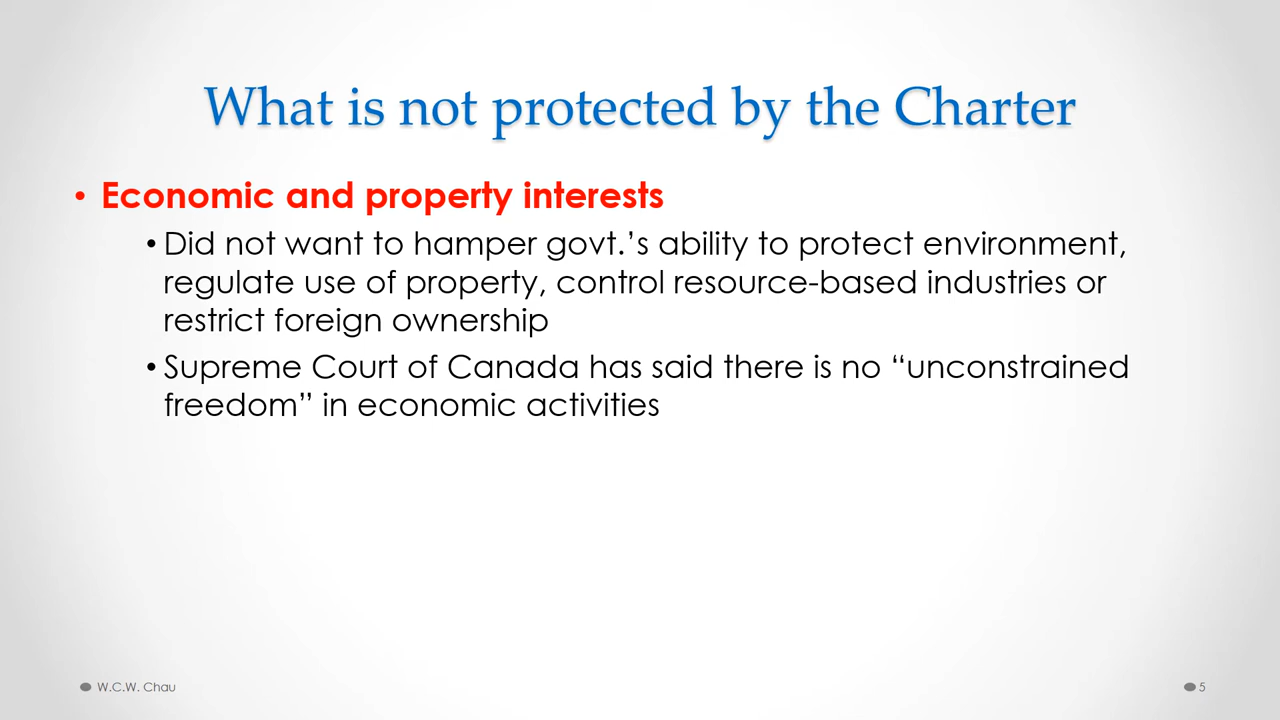 What is not protected by the Charter
• Economic and property interests
• Did not want to hamper govt.’s ability to protect environment,
regulate use of property, control resource-based industries or
restrict foreign ownership
• Supreme Court of Canada has said there is no “unconstrained
freedom” in economic activities
W.C.W. Chau
5